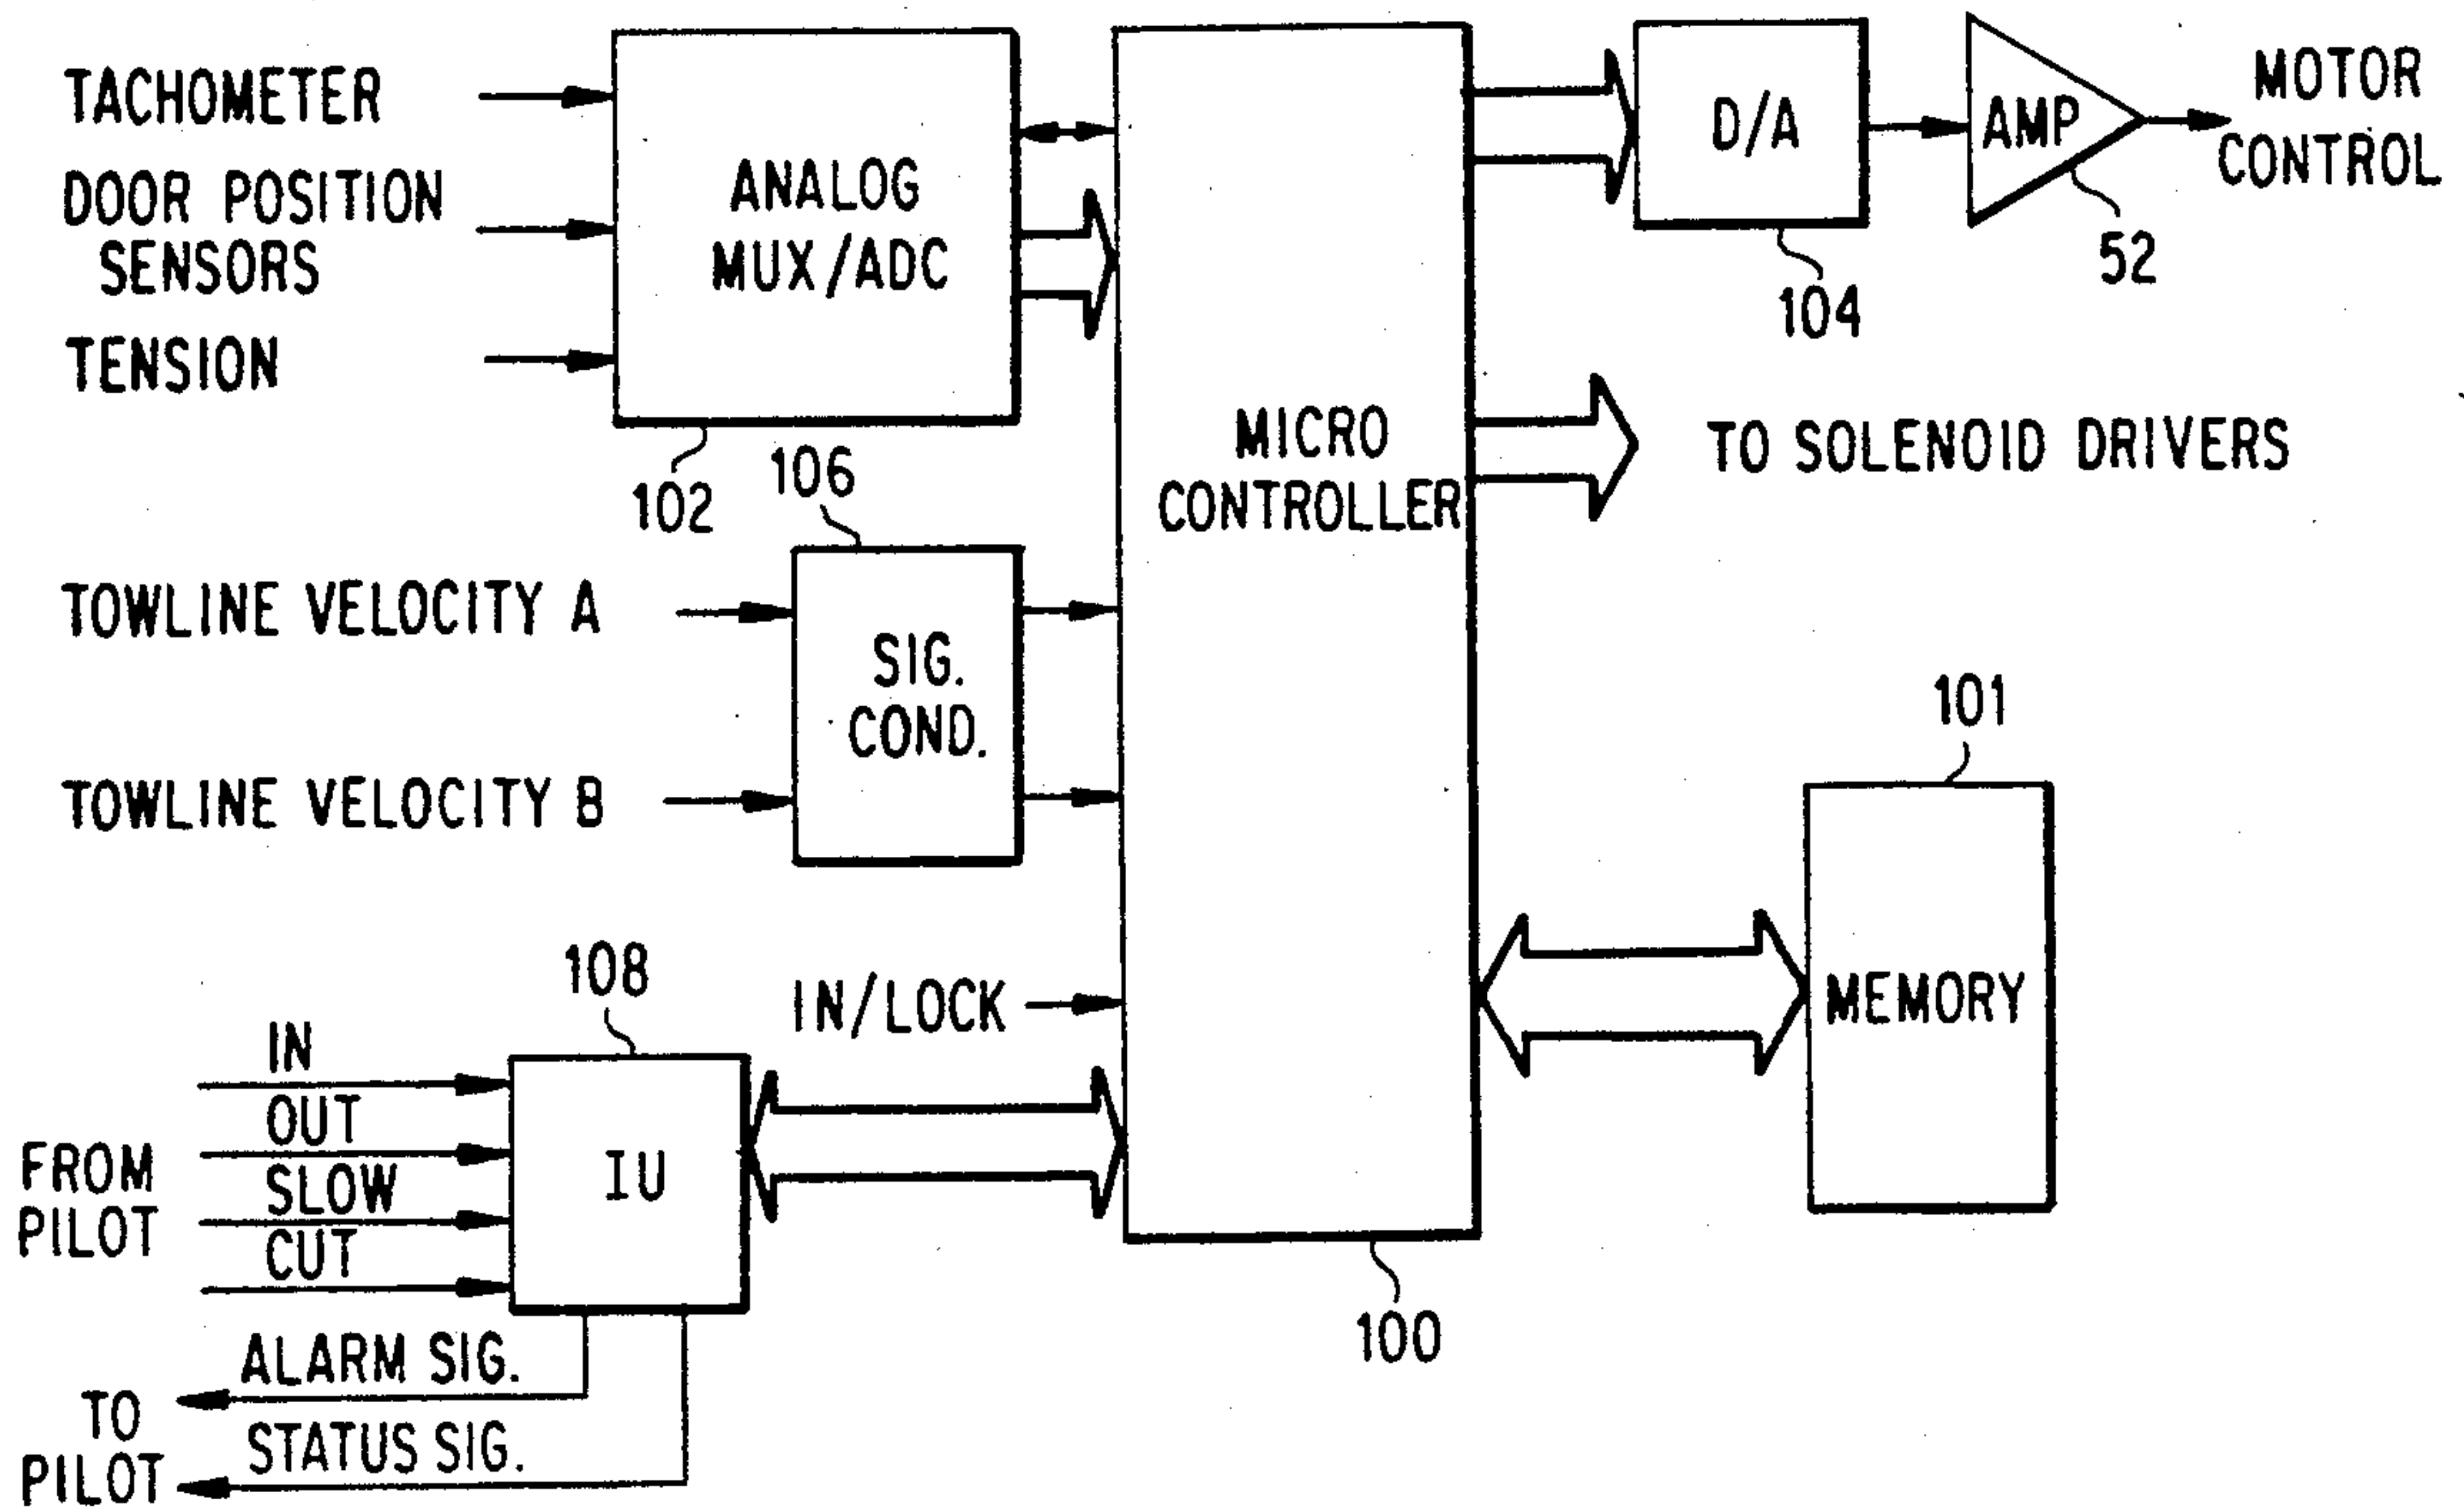 TACHOMETER
DOOR POSITION
SENSORS
TENSION
ANALOG
MUX/ADC
102
106
TOWLINE VELOCITY A
TOWLINE VELOCITY B
SIG.
COND.
IN/LOCK
108
FROM
PILOT
IN
OUT
SLOW
CUT
IU
ALARM SIG.
TO
PILOT
STATUS SIG.
MICRO
CONTROLLER
100
D/A
104
AMP
52
MOTOR
CONTROL
TO SOLENOID DRIVERS
101
MEMORY